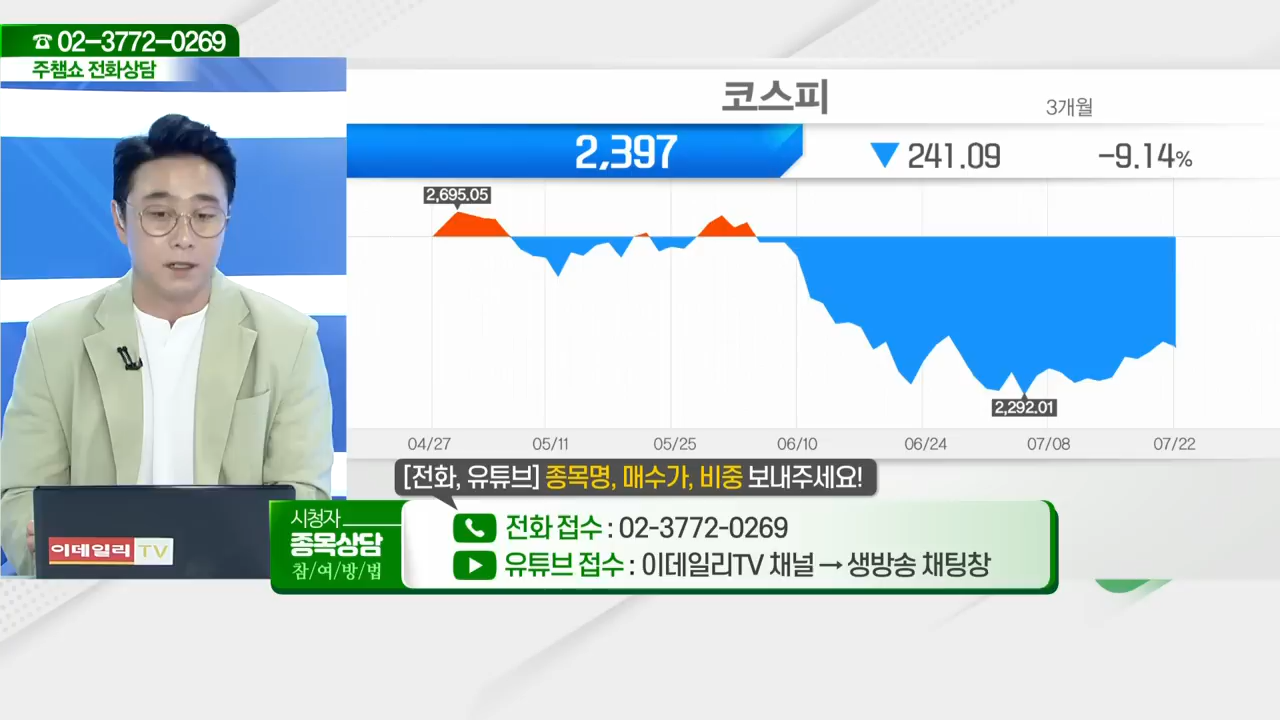 ☎ 02-3772-0269
주챔쇼 전화상담
코스피
3개월
2,397 ▼ 241.09 -9.14%
2,695.05
2,292.01
04/27 05/11 05/25 06/10 06/24 07/08 07/22
[전화, 유튜브] 종목명, 매수가, 비중 보내주세요!
시청자
종목상담
참/여/방/법
전화 접수 : 02-3772-0269
유튜브 접수 : 이데일리TV 채널 → 생방송 채팅창
이데일리 TV